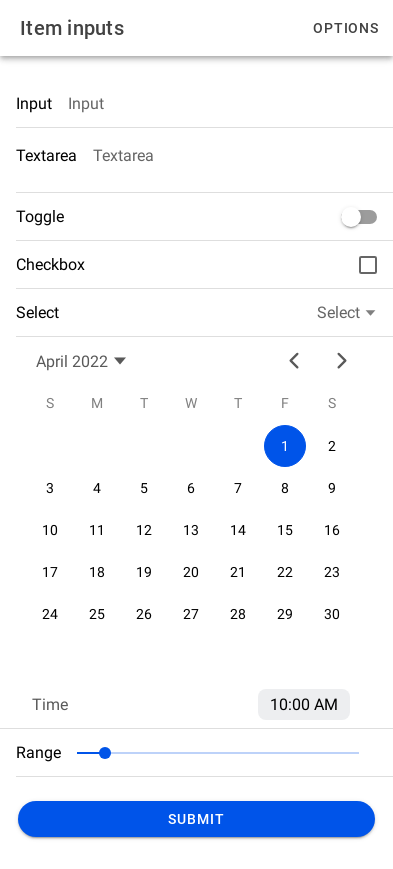 Item inputs OPTIONS
Input Input
Textarea Textarea
Toggle
Checkbox
Select Select
April 2022
S M T W T F S
1 2
3 4 5 6 7 8 9
10 11 12 13 14 15 16
17 18 19 20 21 22 23
24 25 26 27 28 29 30
Time 10:00 AM
Range
SUBMIT